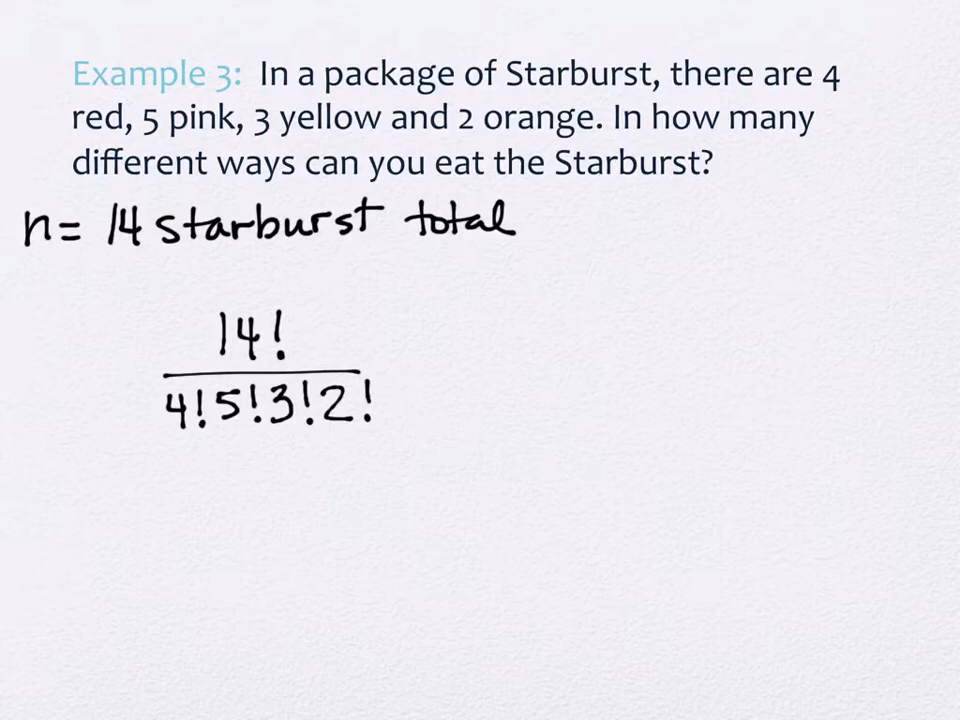 Example 3: In a package of Starburst, there are 4
red, 5 pink, 3 yellow and 2 orange. In how many
different ways can you eat the Starburst?
n= 14 starburst total
14!
4!5!3!2!